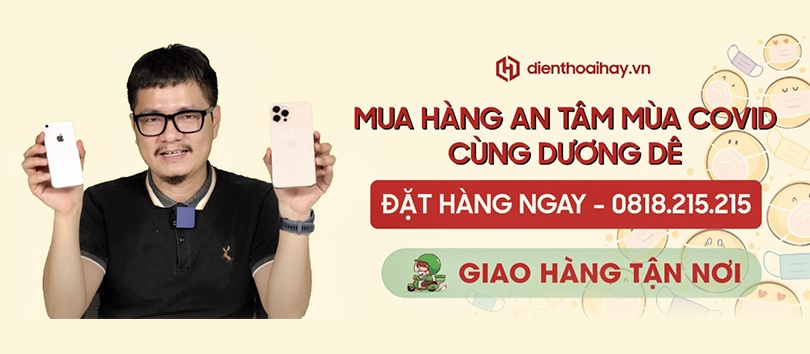 dienthoaihay.vn
MUA HÀNG AN TÂM MÙA COVID
CÙNG DƯƠNG DÊ
ĐẶT HÀNG NGAY - 0818.215.215
GIAO HÀNG TẬN NƠI